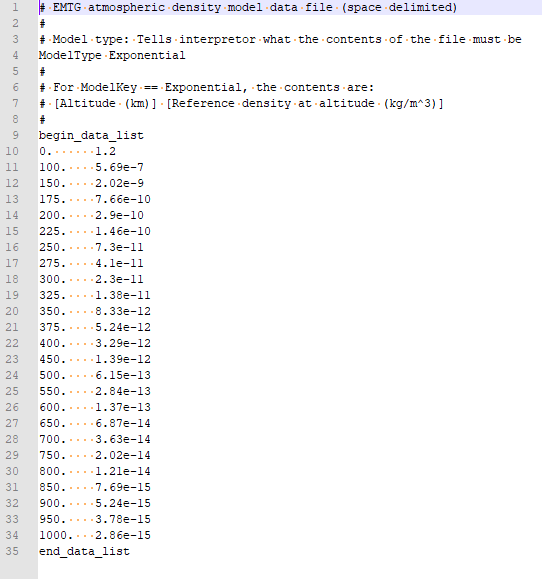 1 # EMTG atmospheric density model data file (space delimited)
2 #
3 # Model type: Tells interpretor what the contents of the file must be
4 ModelType Exponential
5 #
6 # For ModelKey == Exponential, the contents are:
7 # [Altitude (km)] [Reference density at altitude (kg/m^3)]
8 #
9 begin_data_list
10 0. 1.2
11 100. 5.69e-7
12 150. 2.02e-9
13 175. 7.66e-10
14 200. 2.9e-10
15 225. 1.46e-10
16 250. 7.3e-11
17 275. 4.1e-11
18 300. 2.3e-11
19 325. 1.38e-11
20 350. 8.33e-12
21 375. 5.24e-12
22 400. 3.29e-12
23 450. 1.39e-12
24 500. 6.15e-13
25 550. 2.84e-13
26 600. 1.37e-13
27 650. 6.87e-14
28 700. 3.63e-14
29 750. 2.02e-14
30 800. 1.21e-14
31 850. 7.69e-15
32 900. 5.24e-15
33 950. 3.78e-15
34 1000. 2.86e-15
35 end_data_list